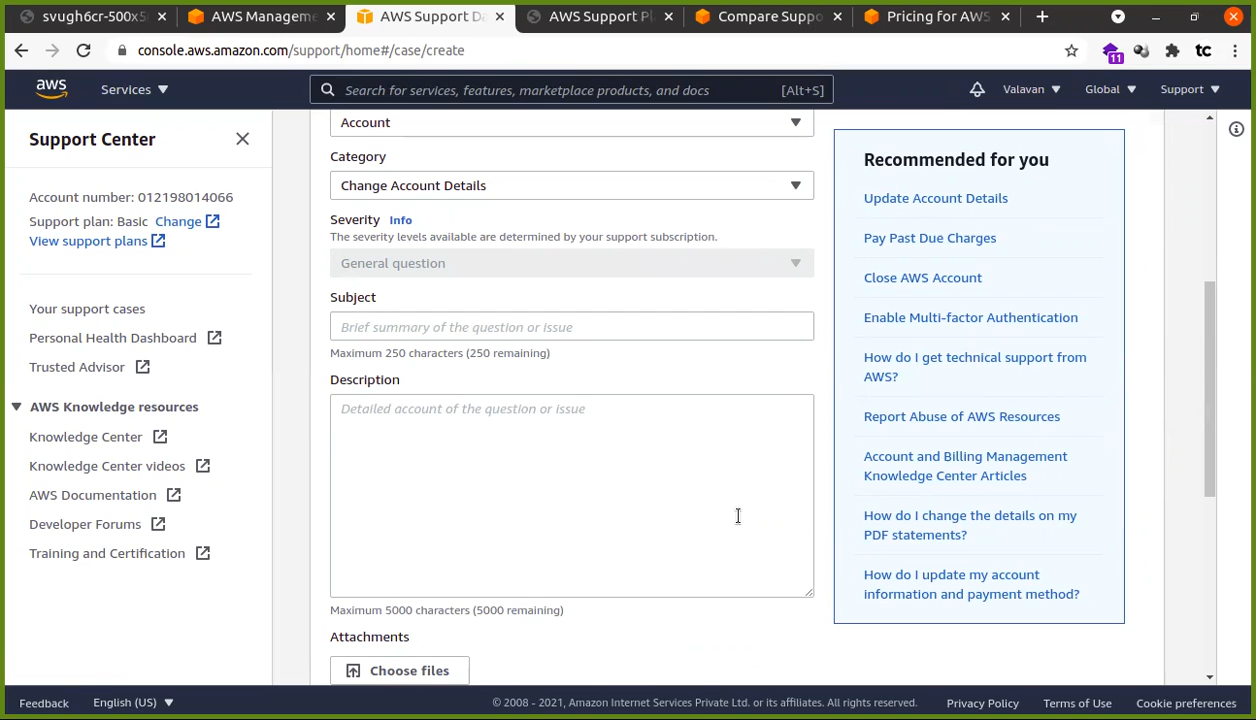 svugh6cr-500x5
AWS Manageme
AWS Support Da
AWS Support Pl
Compare Suppo
Pricing for AWS
console.aws.amazon.com/support/home#/case/create
11
tc
aws
Services
Search for services, features, marketplace products, and docs
[Alt+S]
Valavan
Global
Support
Support Center
Account number: 012198014066
Support plan: Basic Change
View support plans
Your support cases
Personal Health Dashboard
Trusted Advisor
AWS Knowledge resources
Knowledge Center
Knowledge Center videos
AWS Documentation
Developer Forums
Training and Certification
Account
Category
Change Account Details
Severity Info
The severity levels available are determined by your support subscription.
General question
Subject
Brief summary of the question or issue
Maximum 250 characters (250 remaining)
Description
Detailed account of the question or issue
Maximum 5000 characters (5000 remaining)
Attachments
Choose files
Recommended for you
Update Account Details
Pay Past Due Charges
Close AWS Account
Enable Multi-factor Authentication
How do I get technical support from
AWS?
Report Abuse of AWS Resources
Account and Billing Management
Knowledge Center Articles
How do I change the details on my
PDF statements?
How do I update my account
information and payment method?
Feedback
English (US)
© 2008 - 2021, Amazon Internet Services Private Ltd. or its affiliates. All rights reserved.
Privacy Policy
Terms of Use
Cookie preferences